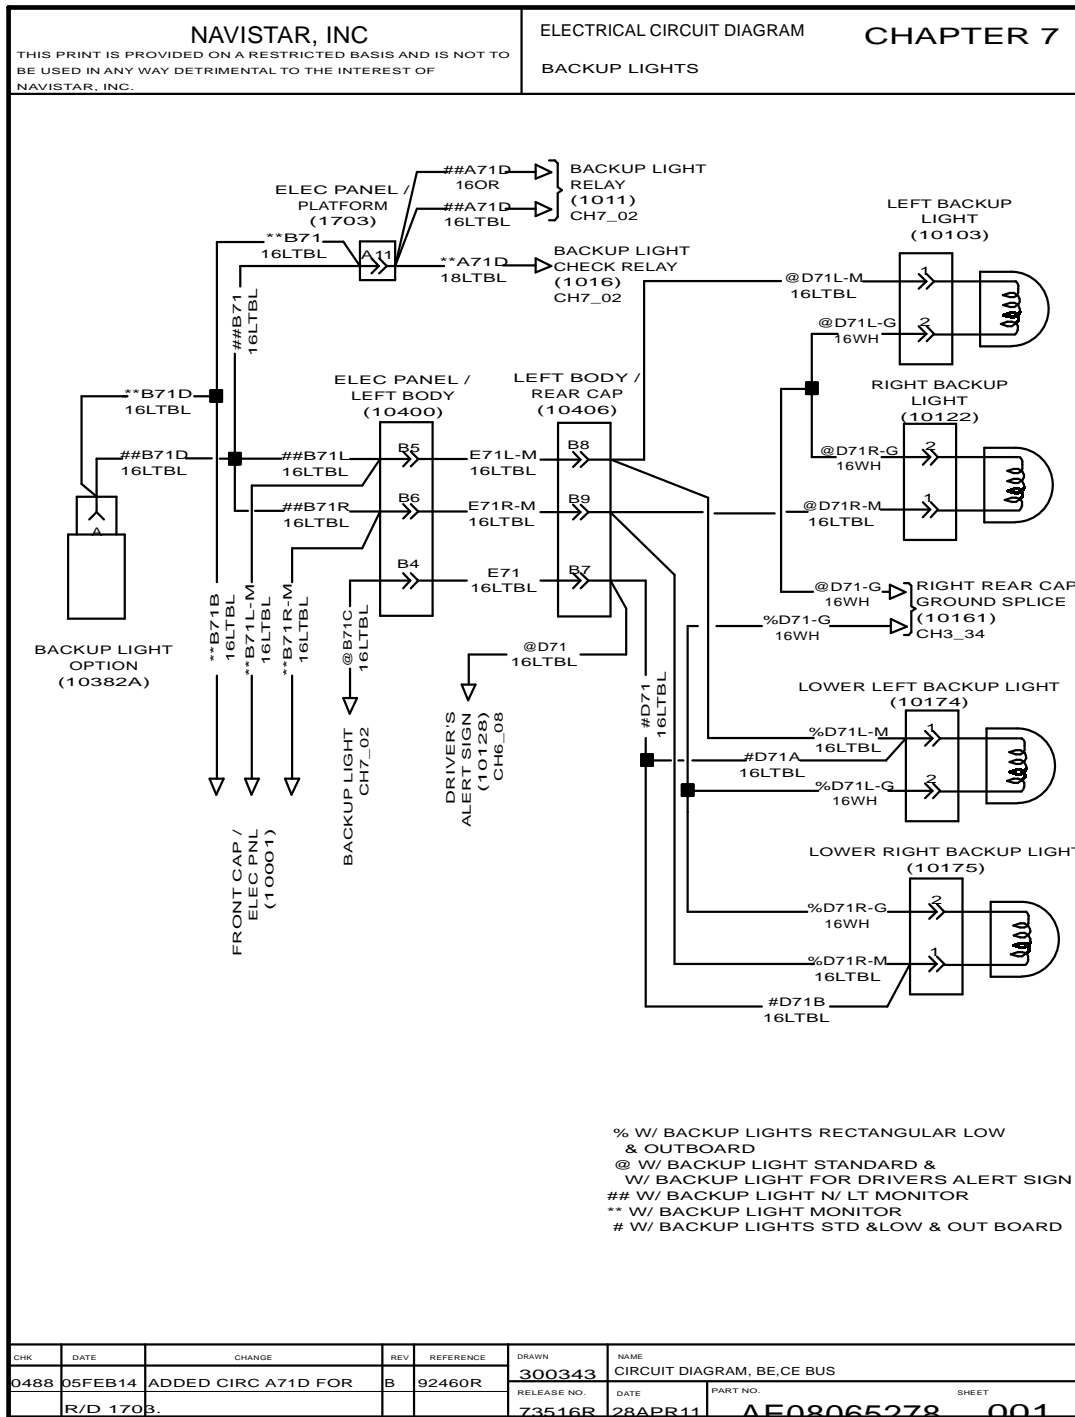 NAVISTAR, INC
THIS PRINT IS PROVIDED ON A RESTRICTED BASIS AND IS NOT TO
BE USED IN ANY WAY DETRIMENTAL TO THE INTEREST OF
NAVISTAR, INC.
ELECTRICAL CIRCUIT DIAGRAM
CHAPTER 7
BACKUP LIGHTS
##A71D
16OR
##A71D
16LTBL
BACKUP LIGHT
RELAY
(1011)
CH7_02
ELEC PANEL /
PLATFORM
(1703)
**B71
16LTBL
A11
**A71D
18LTBL
BACKUP LIGHT
CHECK RELAY
(1016)
CH7_02
##B71
16LTBL
LEFT BACKUP
LIGHT
(10103)
@D71L-M
16LTBL
1
@D71L-G
16WH
2
**B71D
16LTBL
##B71D
16LTBL
A
BACKUP LIGHT
OPTION
(10382A)
ELEC PANEL /
LEFT BODY
(10400)
LEFT BODY /
REAR CAP
(10406)
##B71L
16LTBL
B5
E71L-M
16LTBL
B8
##B71R
16LTBL
B6
E71R-M
16LTBL
B9
B4
E71
16LTBL
B7
RIGHT BACKUP
LIGHT
(10122)
@D71R-G
16WH
2
@D71R-M
16LTBL
1
@D71-G
16WH
%D71-G
16WH
RIGHT REAR CAP
GROUND SPLICE
(10161)
CH3_34
**B71B
16LTBL
**B71L-M
16LTBL
**B71R-M
16LTBL
@B71C
16LTBL
@D71
16LTBL
#D71
16LTBL
FRONT CAP /
ELEC PNL
(10001)
BACKUP LIGHT
CH7_02
DRIVER'S
ALERT SIGN
(10128)
CH6_08
LOWER LEFT BACKUP LIGHT
(10174)
%D71L-M
16LTBL
1
#D71A
16LTBL
%D71L-G
16WH
2
LOWER RIGHT BACKUP LIGHT
(10175)
%D71R-G
16WH
2
%D71R-M
16LTBL
1
#D71B
16LTBL
% W/ BACKUP LIGHTS RECTANGULAR LOW
& OUTBOARD
@ W/ BACKUP LIGHT STANDARD &
W/ BACKUP LIGHT FOR DRIVERS ALERT SIGN
## W/ BACKUP LIGHT N/ LT MONITOR
** W/ BACKUP LIGHT MONITOR
# W/ BACKUP LIGHTS STD &LOW & OUT BOARD
CHK DATE CHANGE REV REFERENCE
0488 05FEB14 ADDED CIRC A71D FOR B 92460R
R/D 1703.
DRAWN
300343
NAME
CIRCUIT DIAGRAM, BE,CE BUS
RELEASE NO. DATE PART NO. SHEET
73516R 28APR11 AE08065278 001